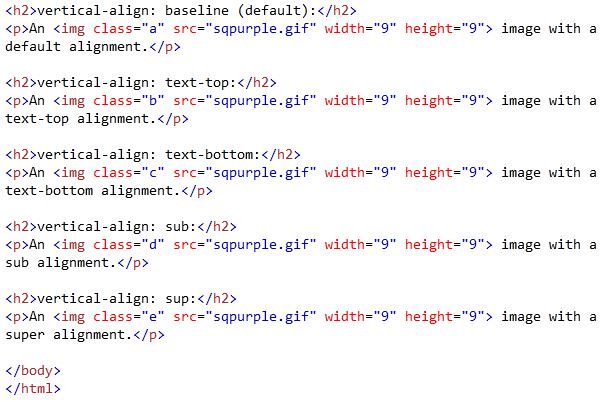 <h2>vertical-align: baseline (default):</h2>
<p>An <img class="a" src="sqpurple.gif" width="9" height="9"> image with a
default alignment.</p>
<h2>vertical-align: text-top:</h2>
<p>An <img class="b" src="sqpurple.gif" width="9" height="9"> image with a
text-top alignment.</p>
<h2>vertical-align: text-bottom:</h2>
<p>An <img class="c" src="sqpurple.gif" width="9" height="9"> image with a
text-bottom alignment.</p>
<h2>vertical-align: sub:</h2>
<p>An <img class="d" src="sqpurple.gif" width="9" height="9"> image with a
sub alignment.</p>
<h2>vertical-align: sup:</h2>
<p>An <img class="e" src="sqpurple.gif" width="9" height="9"> image with a
super alignment.</p>
</body>
</html>